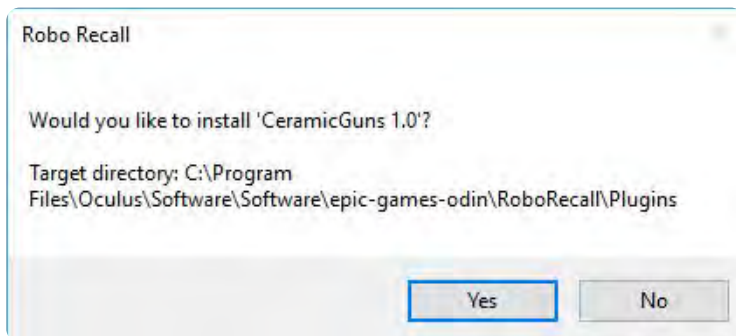 Robo Recall
Would you like to install 'CeramicGuns 1.0'?
Target directory: C:\Program
Files\Oculus\Software\Software\epic-games-odin\RoboRecall\Plugins
Yes
No